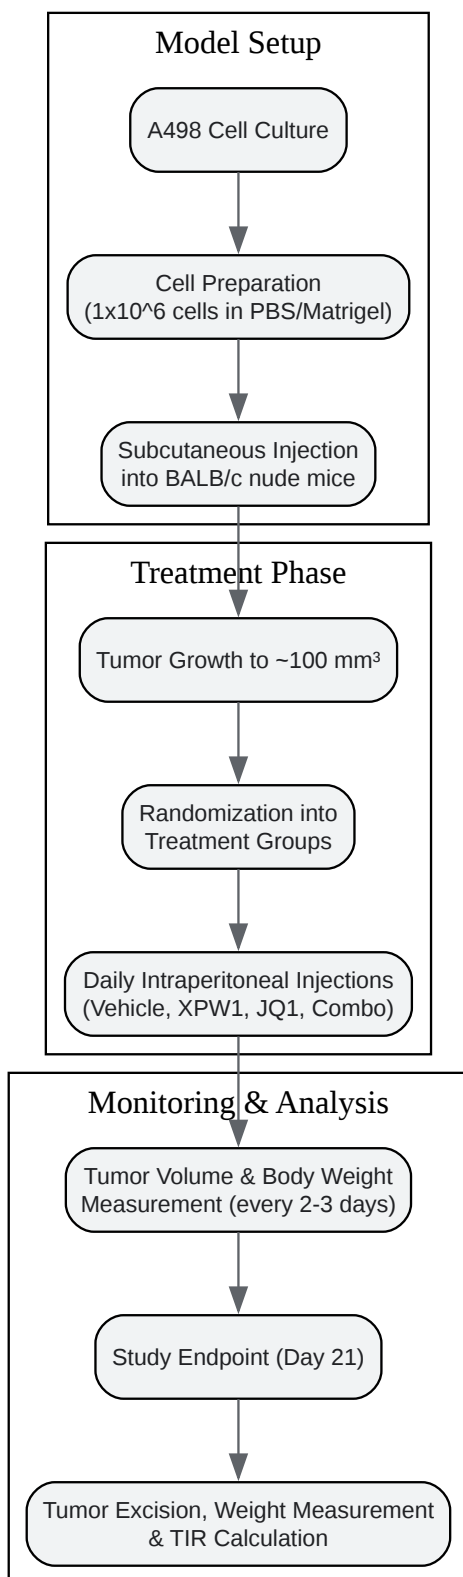 Model Setup
A498 Cell Culture
Cell Preparation
(1x10^6 cells in PBS/Matrigel)
Subcutaneous Injection
into BALB/c nude mice
Treatment Phase
Tumor Growth to ~100 mm³
Randomization into
Treatment Groups
Daily Intraperitoneal Injections
(Vehicle, XPW1, JQ1, Combo)
Monitoring & Analysis
Tumor Volume & Body Weight
Measurement (every 2-3 days)
Study Endpoint (Day 21)
Tumor Excision, Weight Measurement
& TIR Calculation